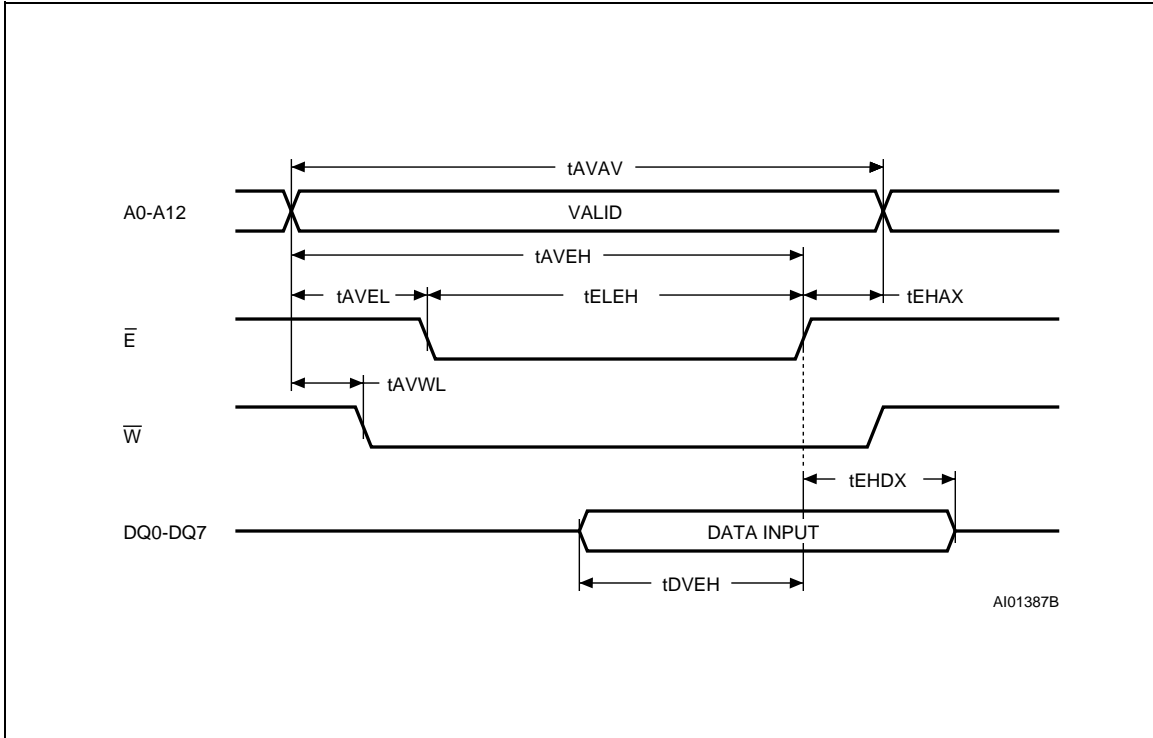 tAVAV
A0-A12
VALID
tAVEH
tAVEL
tELEH
tEHAX
E̅
tAVWL
W̅
tEHDX
DQ0-DQ7
DATA INPUT
tDVEH
AI01387B